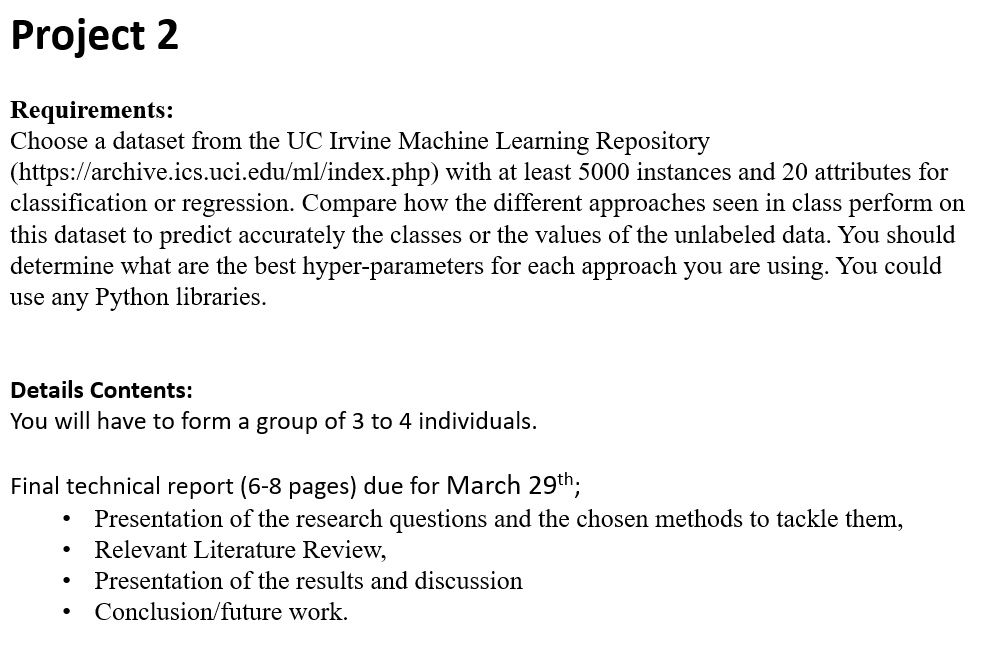 Project 2
Requirements:
Choose a dataset from the UC Irvine Machine Learning Repository
(https://archive.ics.uci.edu/ml/index.php) with at least 5000 instances and 20 attributes for
classification or regression. Compare how the different approaches seen in class perform on
this dataset to predict accurately the classes or the values of the unlabeled data. You should
determine what are the best hyper-parameters for each approach you are using. You could
use any Python libraries.
Details Contents:
You will have to form a group of 3 to 4 individuals.
Final technical report (6-8 pages) due for March 29th;
• Presentation of the research questions and the chosen methods to tackle them,
• Relevant Literature Review,
• Presentation of the results and discussion
• Conclusion/future work.